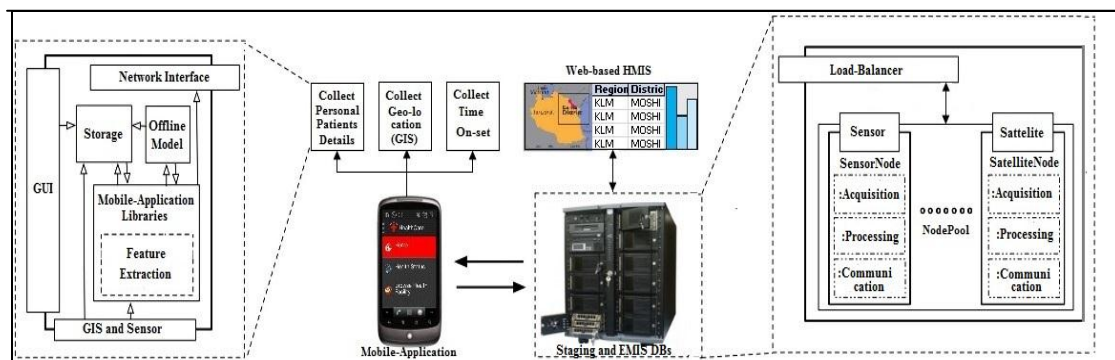 Network Interface
GUI
Storage
Offline
Model
Mobile-Application
Libraries
Feature
Extraction
GIS and Sensor
Collect
Personal
Patients
Details
Collect
Geo-lo
cation
(GIS)
Collect
Time
On-set
Mobile-Application
Web-based HMIS
Region Distric
KLM MOSHI
KLM MOSHI
KLM MOSHI
KLM MOSHI
Staging and EMIS DBs
Load-Balancer
Sensor
SensorNode
:Acquisition
:Processing
:Communi
cation
NodePool
Sattelite
SatelliteNode
:Acquisition
:Processing
:Communi
cation